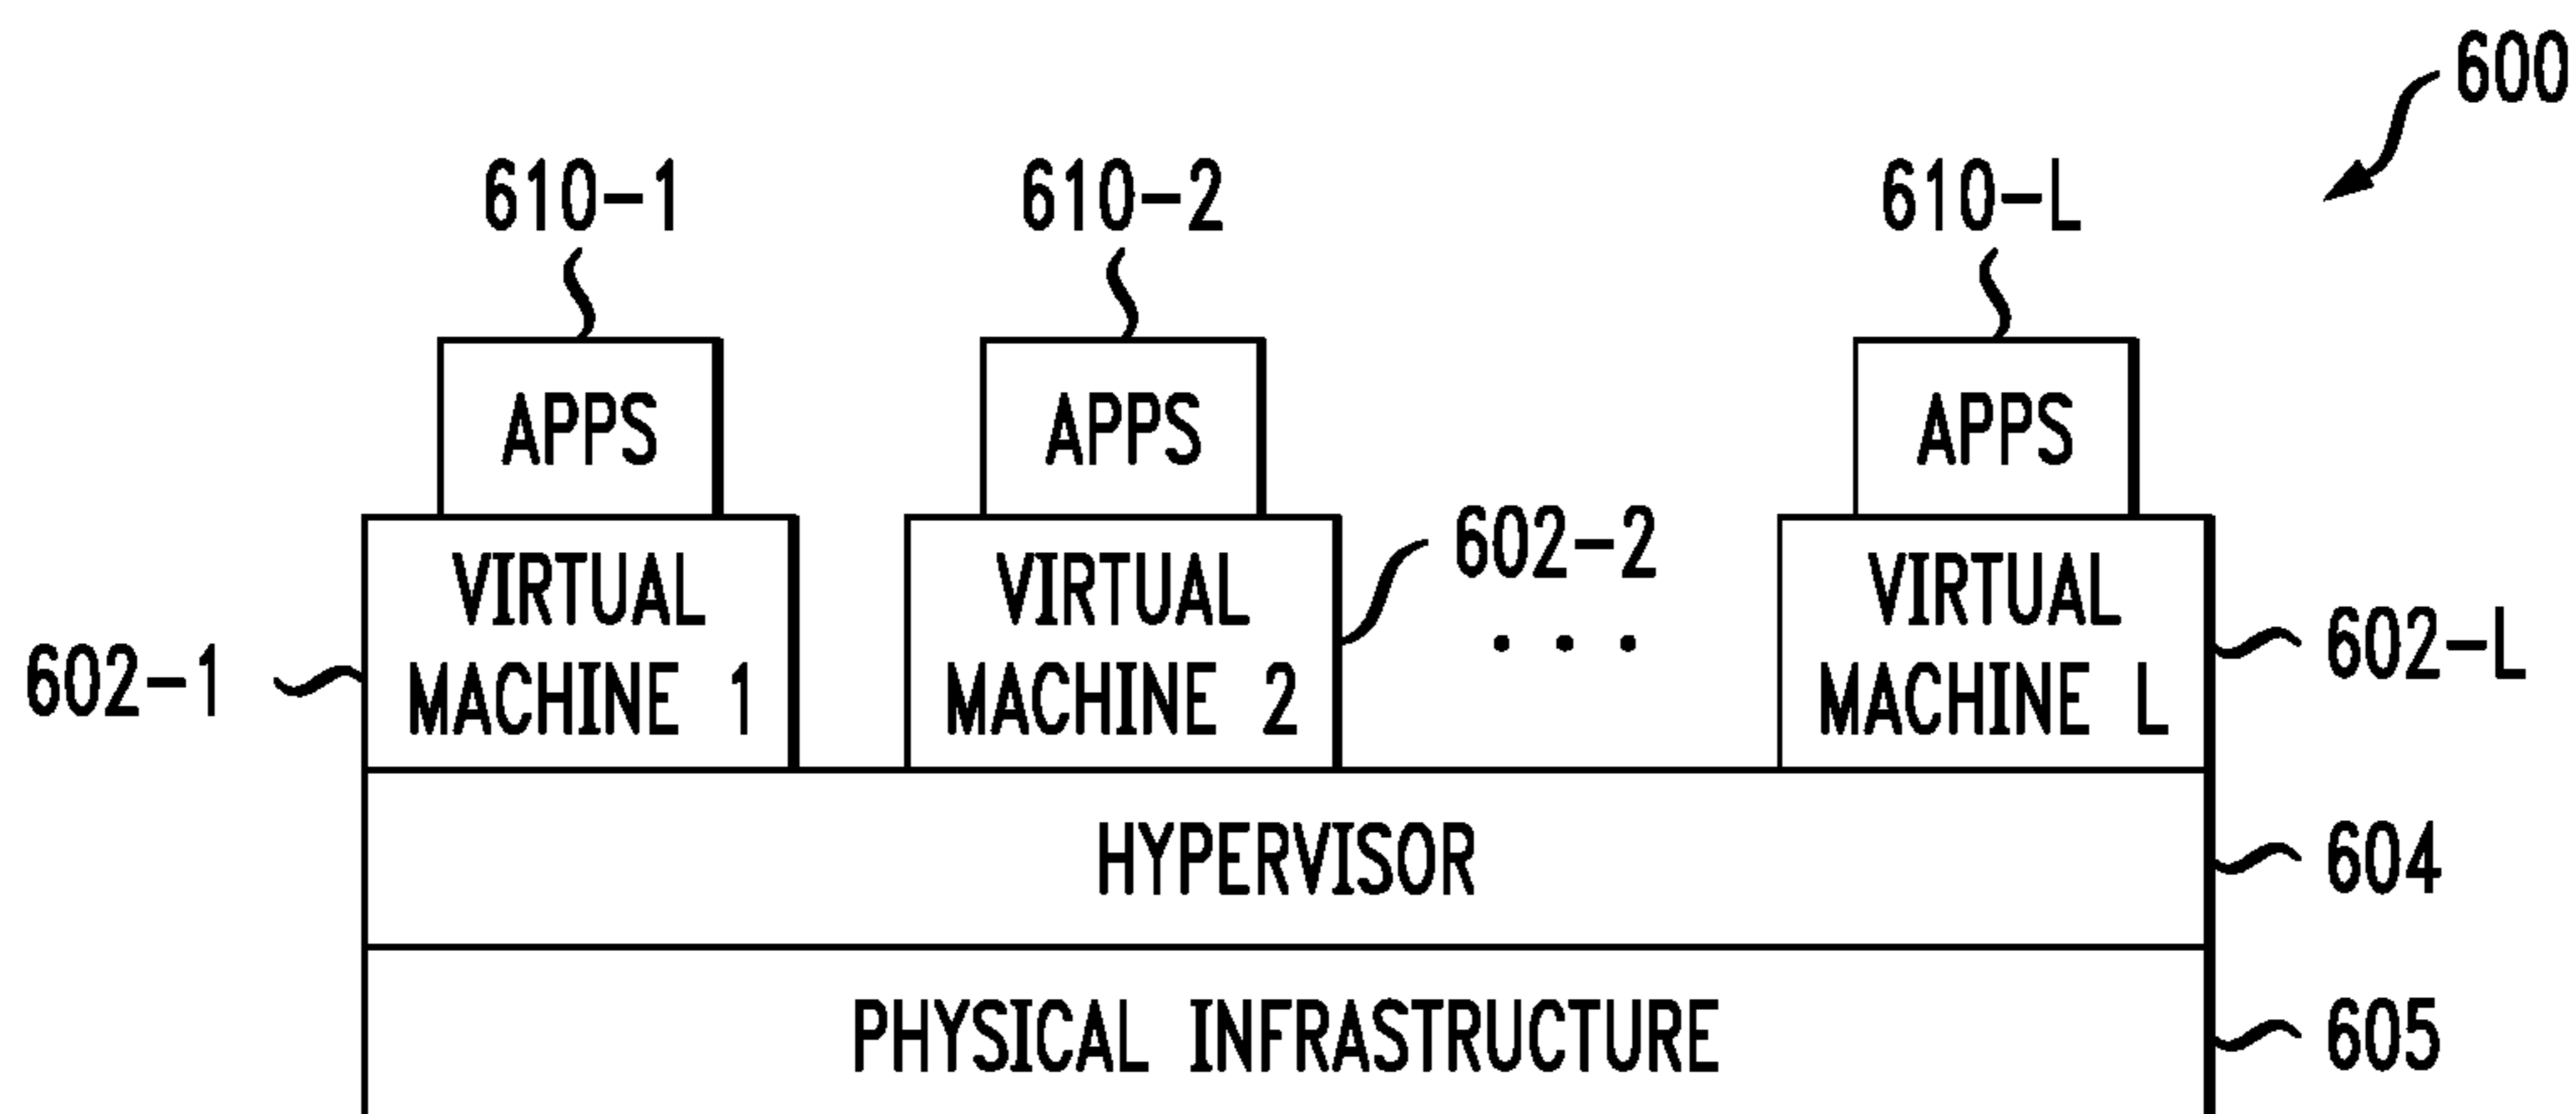 600
610-1 610-2 610-L
APPS APPS APPS
602-2
VIRTUAL VIRTUAL VIRTUAL
602-1 602-L
MACHINE 1 MACHINE 2 . . . MACHINE L
HYPERVISOR 604
PHYSICAL INFRASTRUCTURE 605